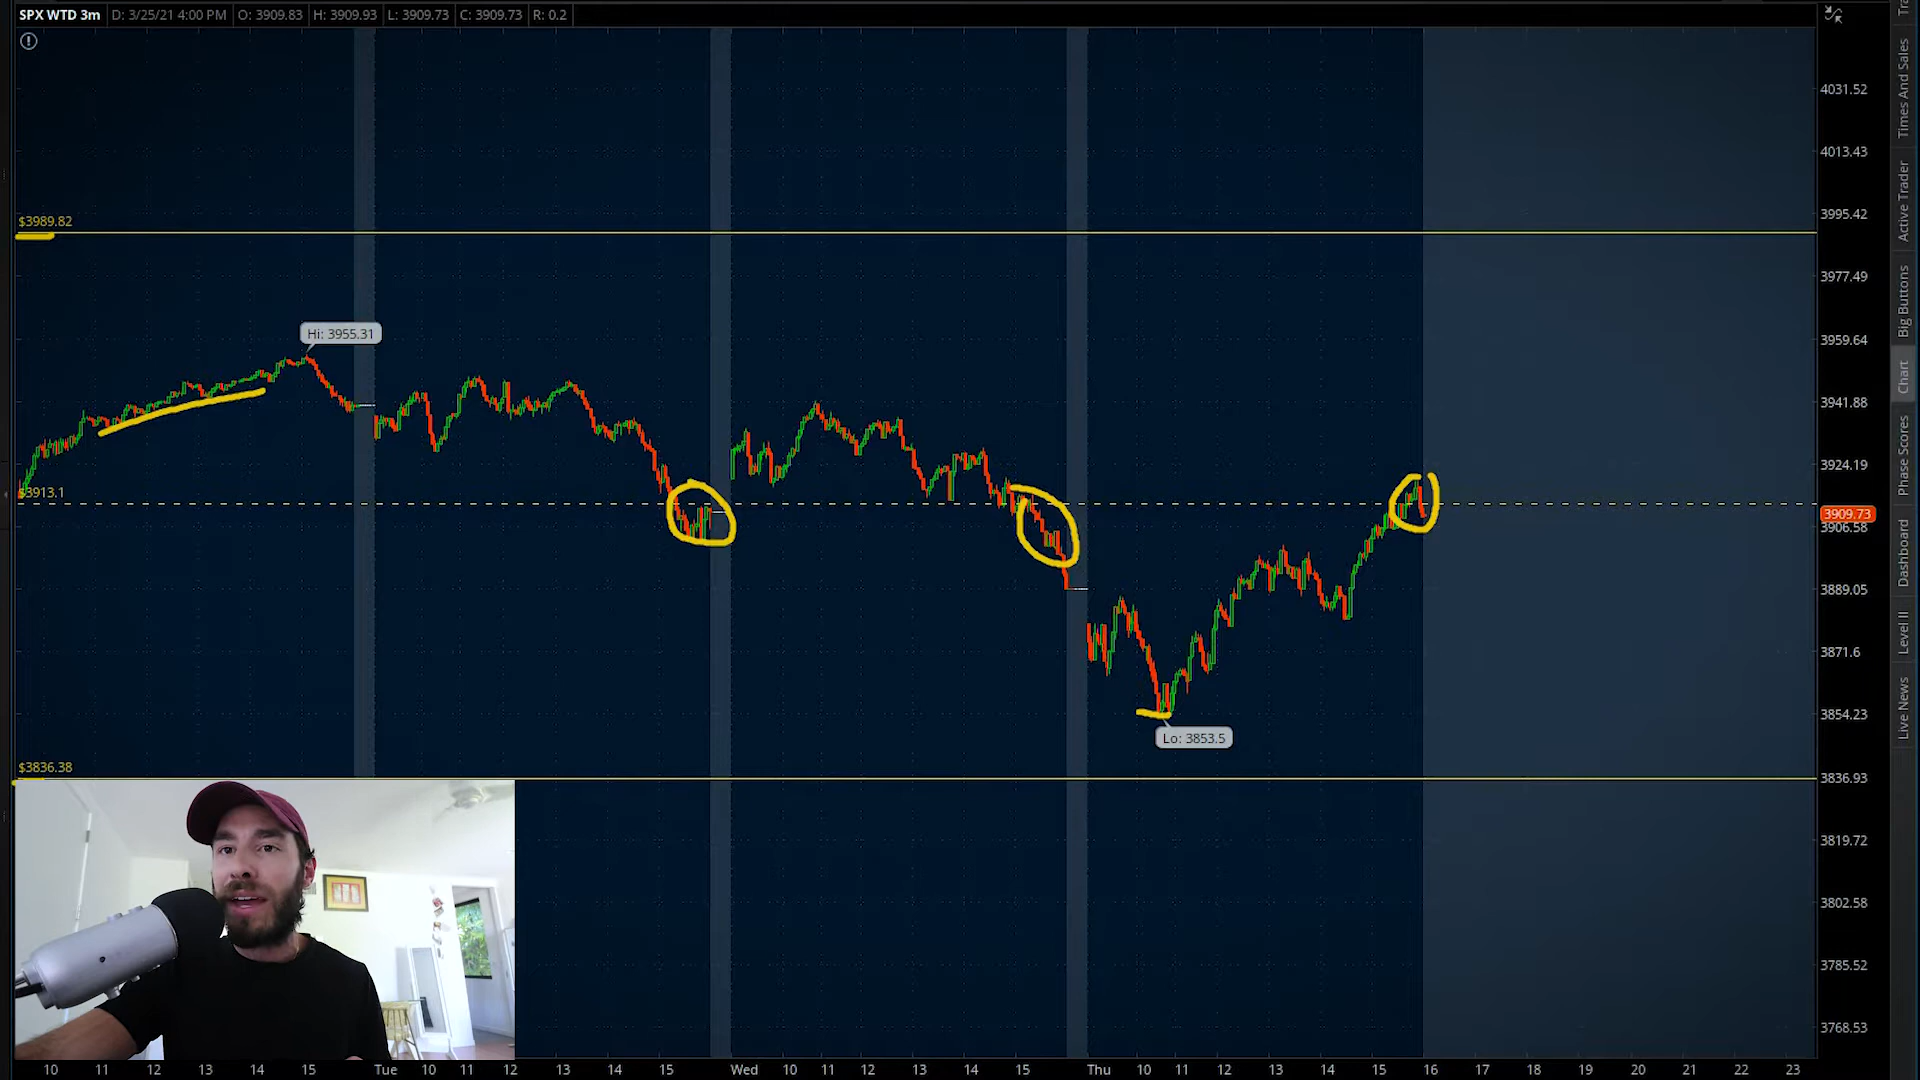 SPX WTD 3m D: 3/25/21 4:00 PM O: 3909.83 H: 3909.93 L: 3909.73 C: 3909.73 R: 0.2
$3989.82
Hi: 3955.31
$3913.1
Lo: 3853.5
$3836.38
4031.52
4013.43
3995.42
3977.49
3959.64
3941.88
3924.19
3909.73
3906.58
3889.05
3871.6
3854.23
3836.93
3819.72
3802.58
3785.52
3768.53
10 11 12 13 14 15 Tue 10 11 12 13 14 15 Wed 10 11 12 13 14 15 Thu 10 11 12 13 14 15 16 17 18 19 20 21 22 23
Times And Sales
Active Trader
Big Buttons
Chart
Phase Scores
Dashboard
Level II
Live News